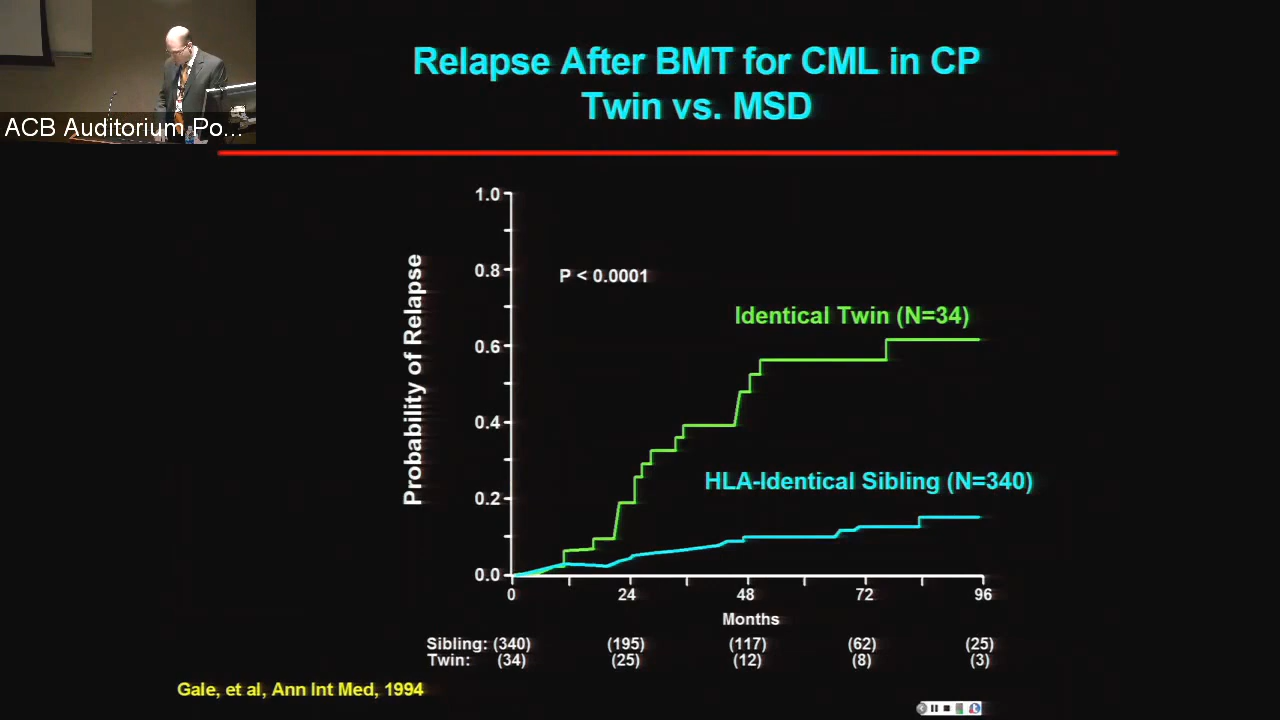 ACB Auditorium Po...
Relapse After BMT for CML in CP
Twin vs. MSD
Probability of Relapse
1.0
0.8
0.6
0.4
0.2
0.0
P < 0.0001
Identical Twin (N=34)
HLA-Identical Sibling (N=340)
0 24 48 72 96
Months
Sibling: (340) (195) (117) (62) (25)
Twin: (34) (25) (12) (8) (3)
Gale, et al, Ann Int Med, 1994